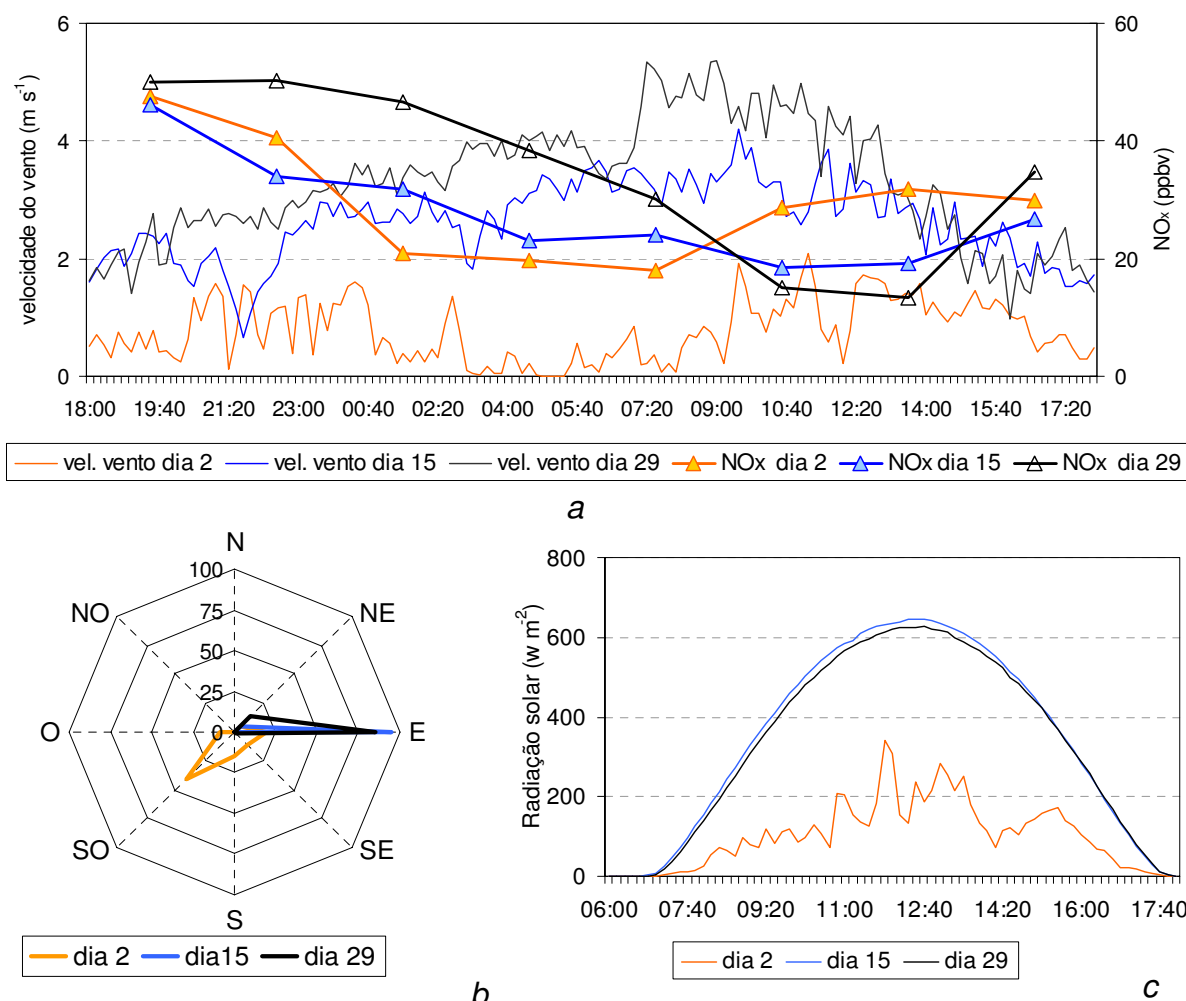 6
4
2
0
velocidade do vento (m s-1)
60
40
20
0
NOx (ppbv)
18:00 19:40 21:20 23:00 00:40 02:20 04:00 05:40 07:20 09:00 10:40 12:20 14:00 15:40 17:20
vel. vento dia 2 vel. vento dia 15 vel. vento dia 29 NOx dia 2 NOx dia 15 NOx dia 29
a
N
NE
E
SE
S
SO
O
NO
100
75
50
25
0
dia 2 dia15 dia 29
b
800
600
400
200
0
Radiação solar (w m-2)
06:00 07:40 09:20 11:00 12:40 14:20 16:00 17:40
dia 2 dia 15 dia 29
c